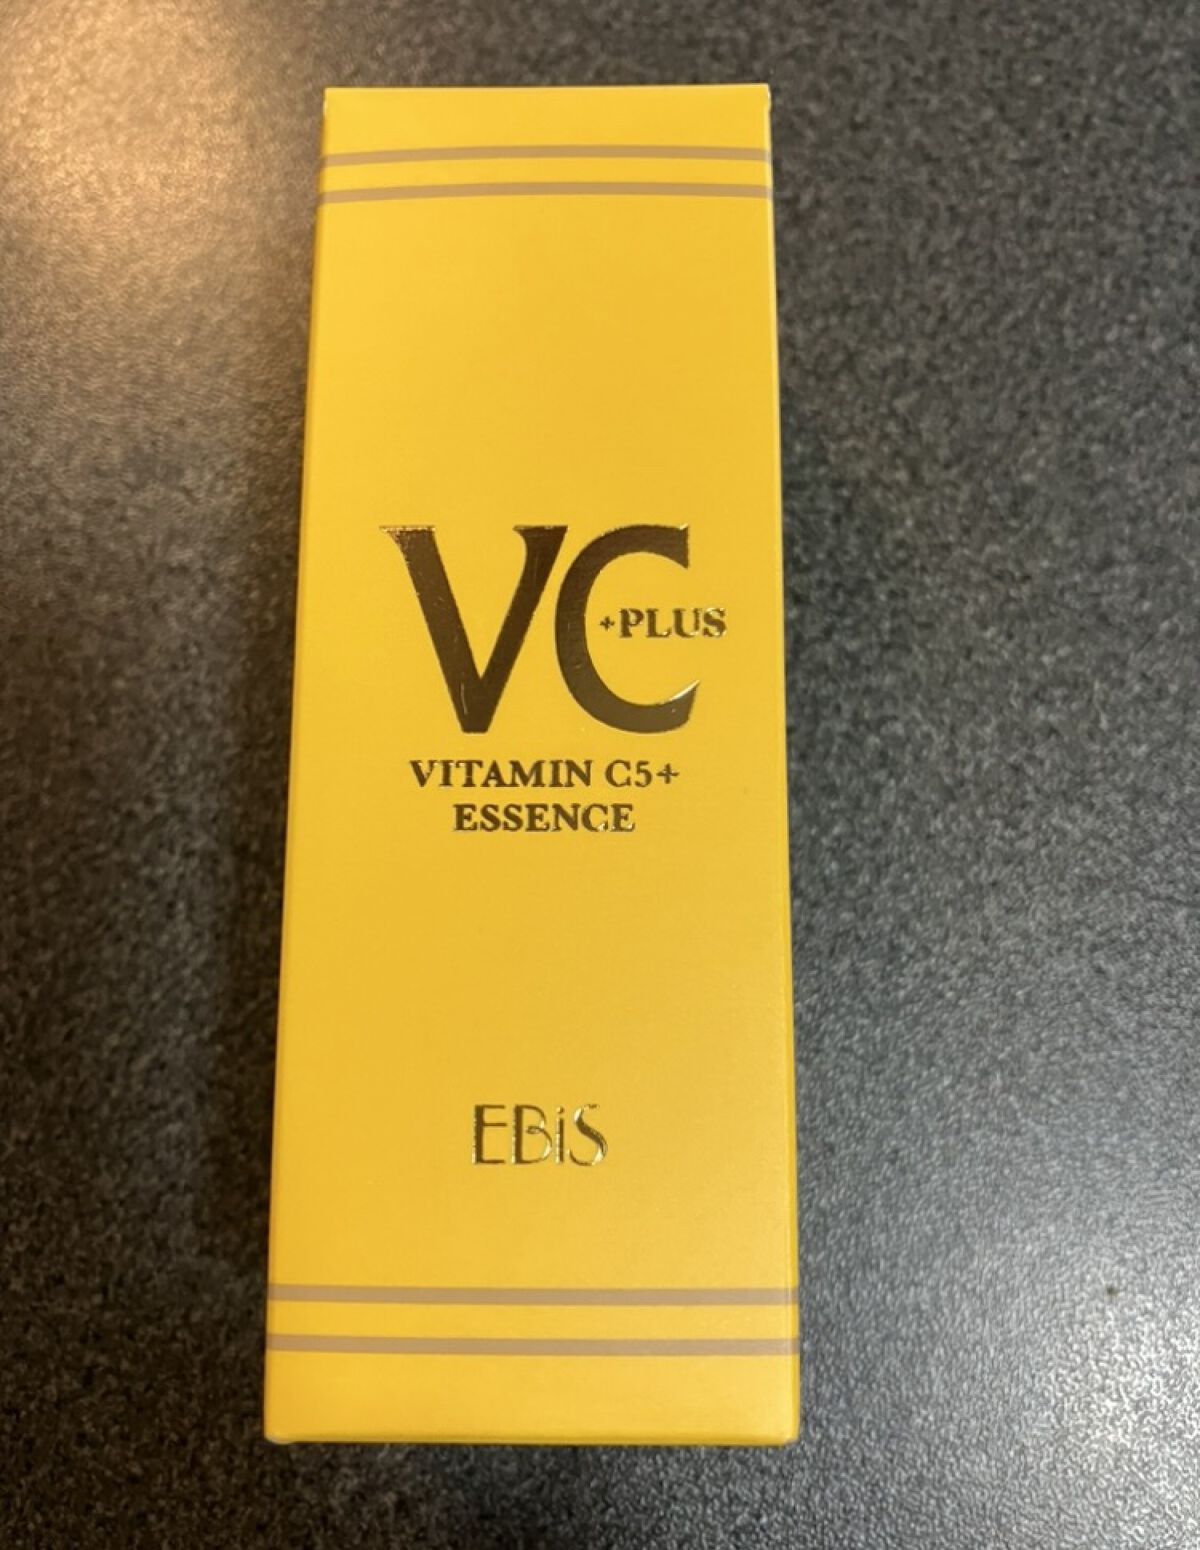 VC
+PLUS
VITAMIN C5+
ESSENCE
EBiS